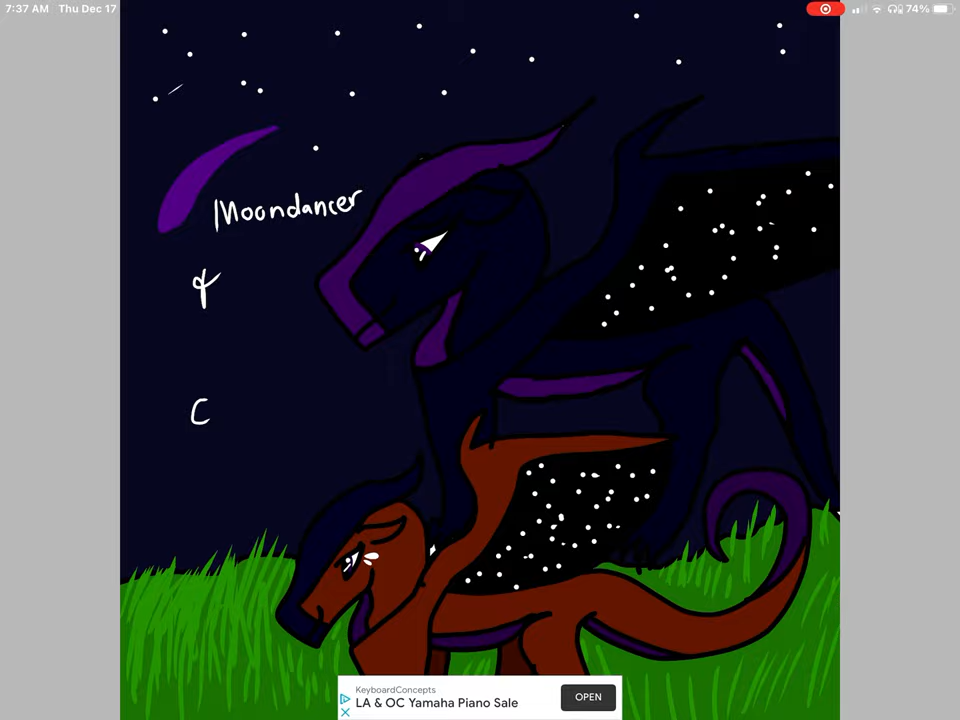 7:37 AM Thu Dec 17
74%
Moondancer
&
C
KeyboardConcepts
LA & OC Yamaha Piano Sale
OPEN